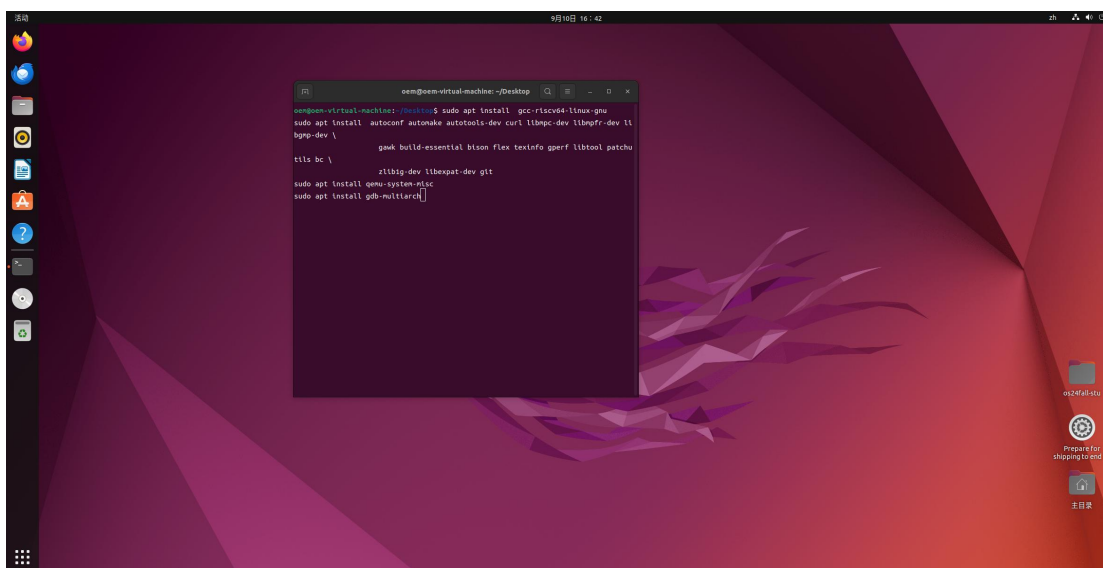 活动
9月10日 16：42
zh
oem@oem-virtual-machine: ~/Desktop
oem@oem-virtual-machine:~/Desktop$ sudo apt install  gcc-riscv64-linux-gnu
sudo apt install  autoconf automake autotools-dev curl libmpc-dev libmpfr-dev li
bgmp-dev \
gawk build-essential bison flex texinfo gperf libtool patchu
tils bc \
zlib1g-dev libexpat-dev git
sudo apt install qemu-system-misc
sudo apt install gdb-multiarch
os24fall-stu
Prepare for
shipping to end
主目录